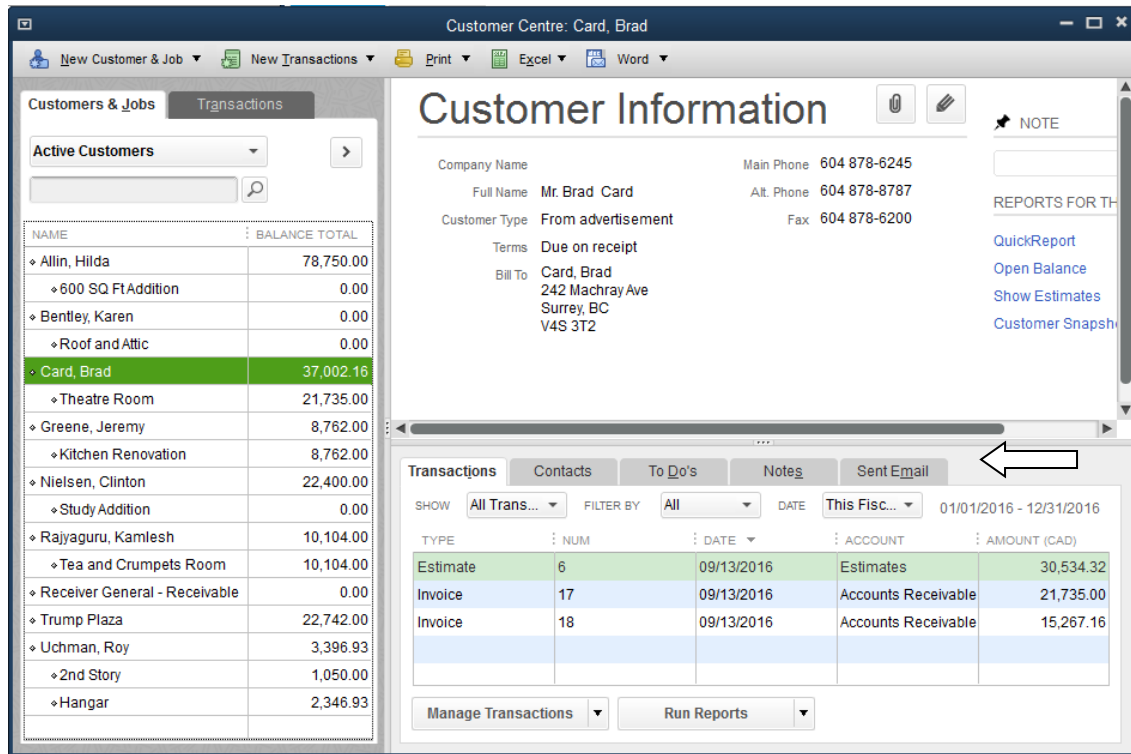 Customer Centre: Card, Brad
New Customer & Job New Transactions Print Excel Word
Customers & Jobs Transactions
Active Customers
NAME BALANCE TOTAL
Allin, Hilda 78,750.00
600 SQ Ft Addition 0.00
Bentley, Karen 0.00
Roof and Attic 0.00
Card, Brad 37,002.16
Theatre Room 21,735.00
Greene, Jeremy 8,762.00
Kitchen Renovation 8,762.00
Nielsen, Clinton 22,400.00
Study Addition 0.00
Rajyaguru, Kamlesh 10,104.00
Tea and Crumpets Room 10,104.00
Receiver General - Receivable 0.00
Trump Plaza 22,742.00
Uchman, Roy 3,396.93
2nd Story 1,050.00
Hangar 2,346.93
Customer Information
Company Name
Full Name Mr. Brad Card
Customer Type From advertisement
Terms Due on receipt
Bill To Card, Brad
242 Machray Ave
Surrey, BC
V4S 3T2
Main Phone 604 878-6245
Alt. Phone 604 878-8787
Fax 604 878-6200
NOTE
REPORTS FOR TH
QuickReport
Open Balance
Show Estimates
Customer Snapsh
Transactions Contacts To Do's Notes Sent Email
SHOW All Trans... FILTER BY All DATE This Fisc... 01/01/2016 - 12/31/2016
TYPE NUM DATE ACCOUNT AMOUNT (CAD)
Estimate 6 09/13/2016 Estimates 30,534.32
Invoice 17 09/13/2016 Accounts Receivable 21,735.00
Invoice 18 09/13/2016 Accounts Receivable 15,267.16
Manage Transactions Run Reports